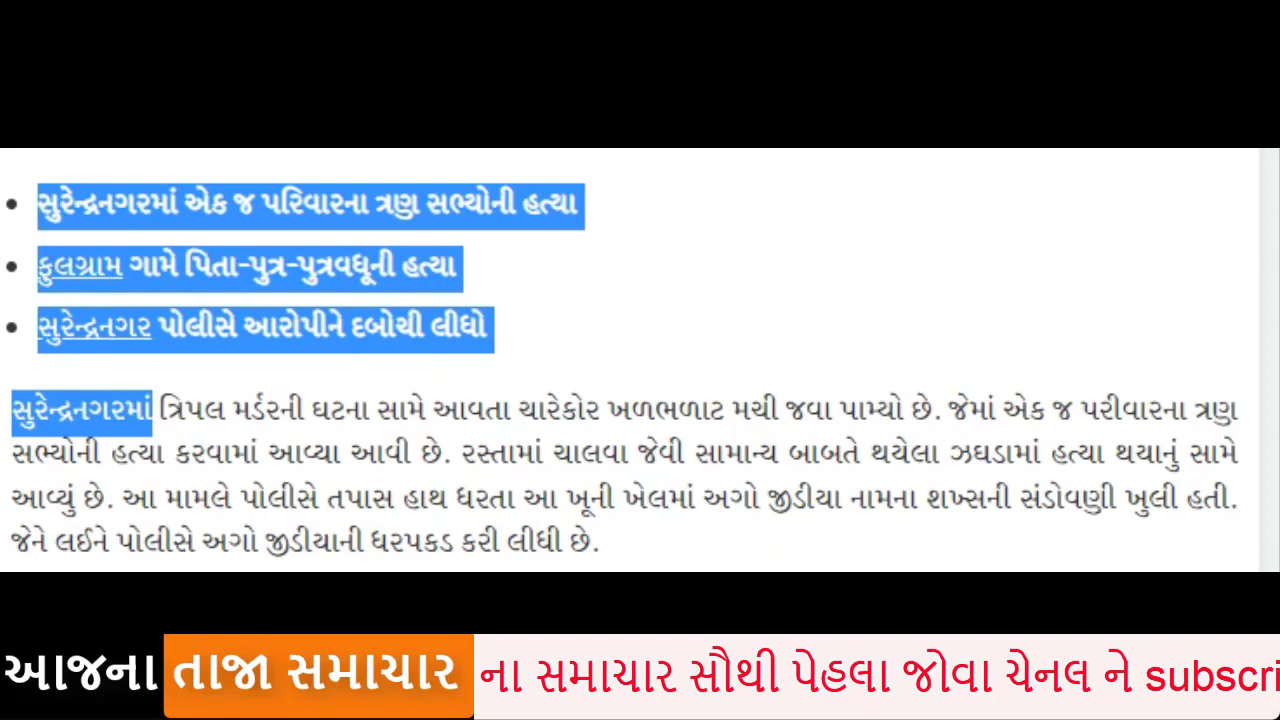 સુરેન્દ્રનગરમાં એક જ પરિવારના ત્રણ સભ્યોની હત્યા
ફુલગ્રામ ગામે પિતા-પુત્ર-પુત્રવધૂની હત્યા
સુરેન્દ્રનગર પોલીસે આરોપીને દબોચી લીધો
સુરેન્દ્રનગરમાં ત્રિપલ મર્ડરની ઘટના સામે આવતા ચારેકોર ખળભળાટ મચી જવા પામ્યો છે. જેમાં એક જ પરીવારના ત્રણ
સભ્યોની હત્યા કરવામાં આવ્યા આવી છે. રસ્તામાં ચાલવા જેવી સામાન્ય બાબતે થયેલા ઝઘડામાં હત્યા થયાનું સામે
આવ્યું છે. આ મામલે પોલીસે તપાસ હાથ ધરતા આ ખૂની ખેલમાં અગો જીડીયા નામના શખ્સની સંડોવણી ખુલી હતી.
જેને લઈને પોલીસે અગો જીડીયાની ધરપકડ કરી લીધી છે.
આજના તાજા સમાચાર ના સમાચાર સૌથી પેહલા જોવા ચેનલ ને subscri